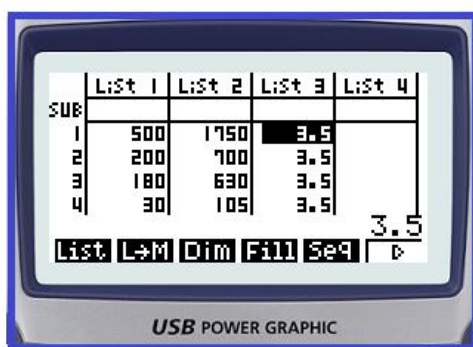 LiSt 1 LiSt 2 LiSt 3 LiSt 4
SUB
1 500 1750 3.5
2 200 700 3.5
3 180 630 3.5
4 30 105 3.5
3.5
List L→M Dim Fill Seq ▷
USB POWER GRAPHIC